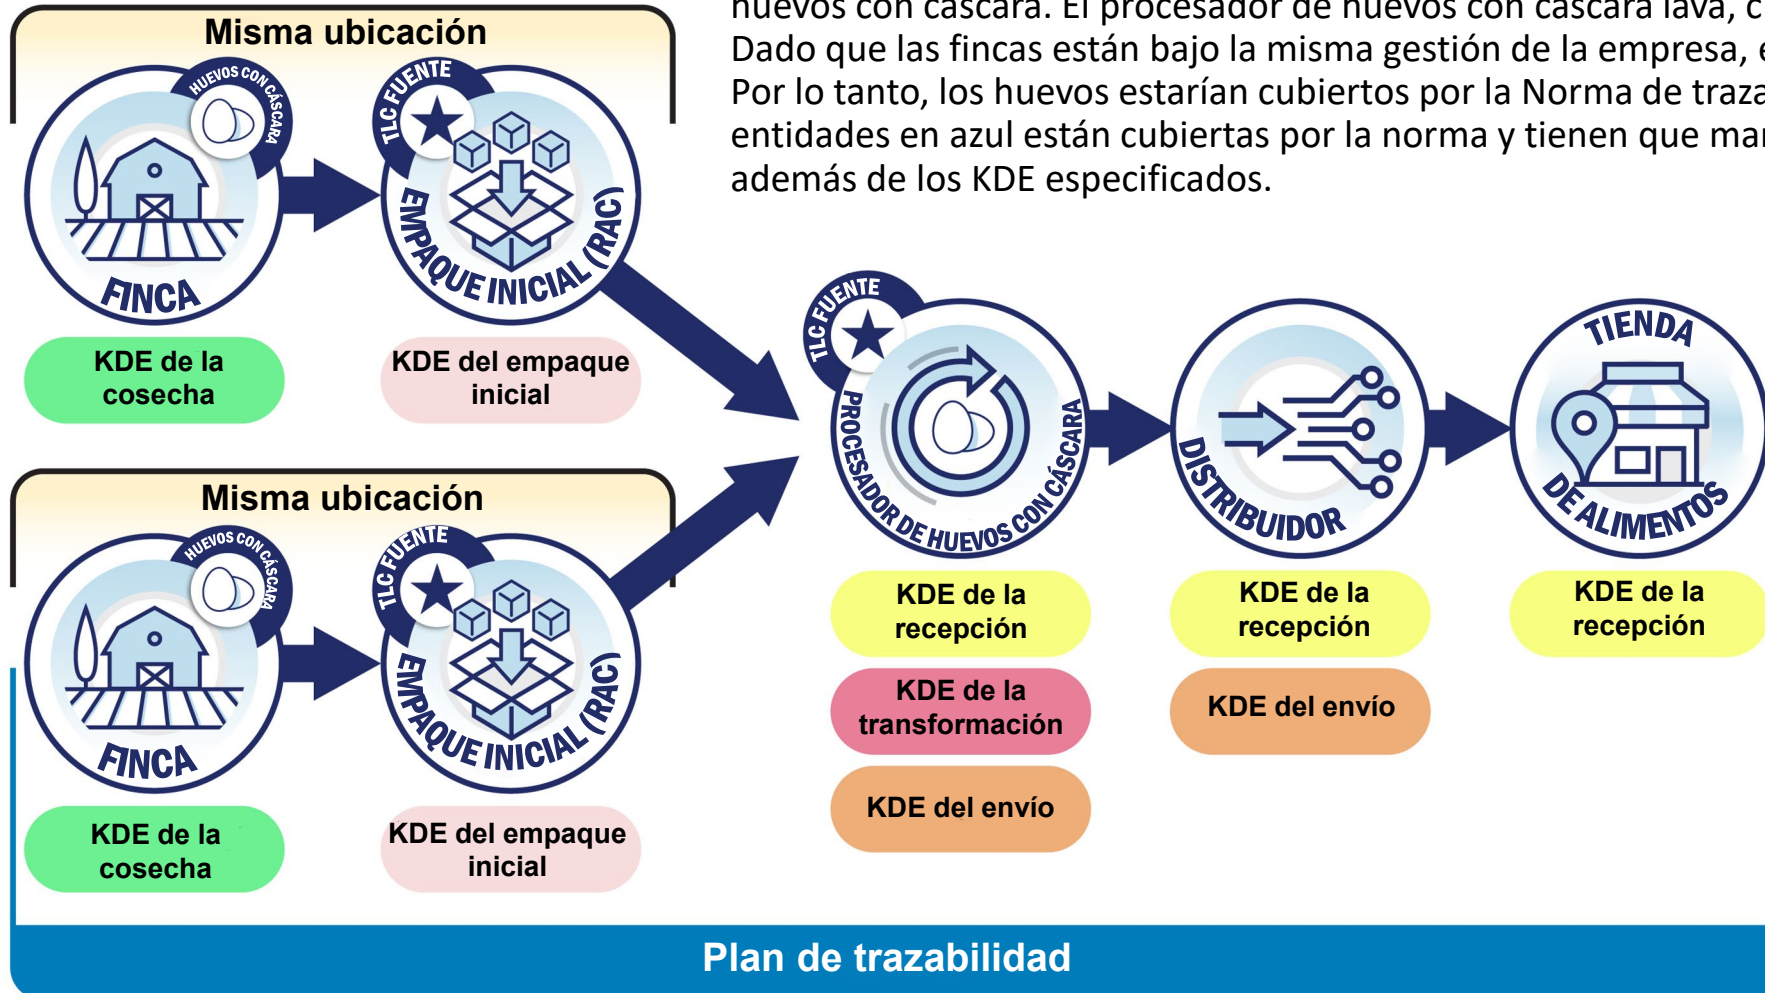 huevos con cáscara. El procesador de huevos con cáscara lava,
Dado que las fincas están bajo la misma gestión de la empresa,
Por lo tanto, los huevos estarían cubiertos por la Norma de
entidades en azul están cubiertas por la norma y tienen que
además de los KDE especificados.
Misma ubicación
HUEVOS CON CÁSCARA
FINCA
KDE de la
cosecha
TLC FUENTE
EMPAQUE INICIAL (RAC)
KDE del empaque
inicial
Misma ubicación
HUEVOS CON CÁSCARA
FINCA
KDE de la
cosecha
TLC FUENTE
EMPAQUE INICIAL (RAC)
KDE del empaque
inicial
TLC FUENTE
PROCESADOR DE HUEVOS CON CÁSCARA
KDE de la
recepción
KDE de la
transformación
KDE del envío
DISTRIBUIDOR
KDE de la
recepción
KDE del envío
TIENDA
DE ALIMENTOS
KDE de la
recepción
Plan de trazabilidad